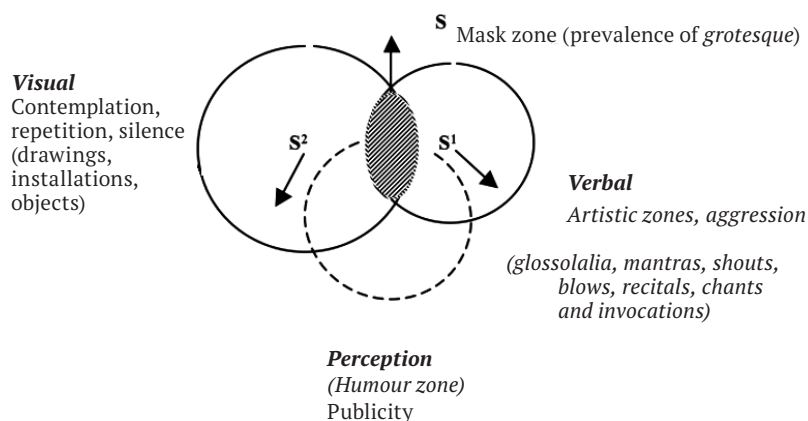 S
Mask zone (prevalence of grotesque)
Visual
Contemplation,
repetition, silence
(drawings,
installations,
objects)
S²
S¹
Verbal
Artistic zones, aggression
(glossolalia, mantras, shouts,
blows, recitals, chants
and invocations)
Perception
(Humour zone)
Publicity